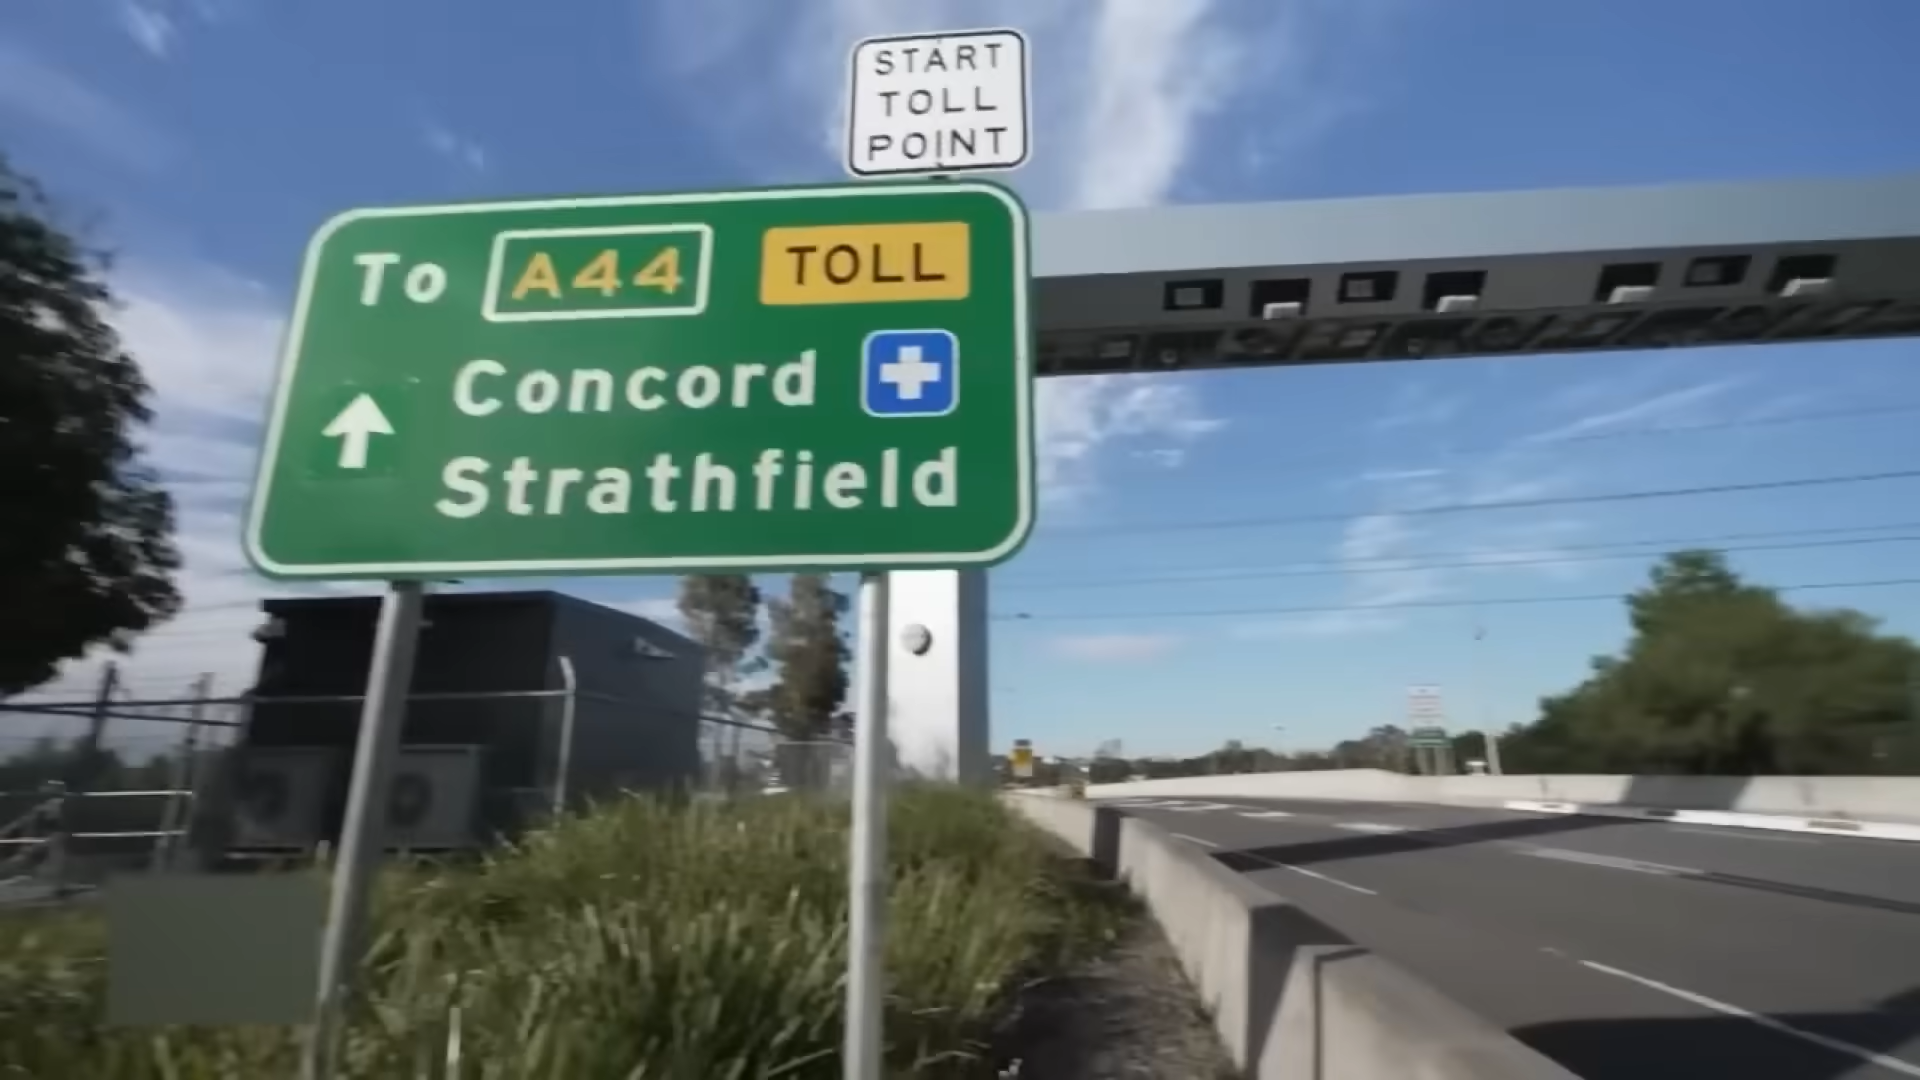 START
TOLL
POINT
To A44 TOLL
Concord
Strathfield